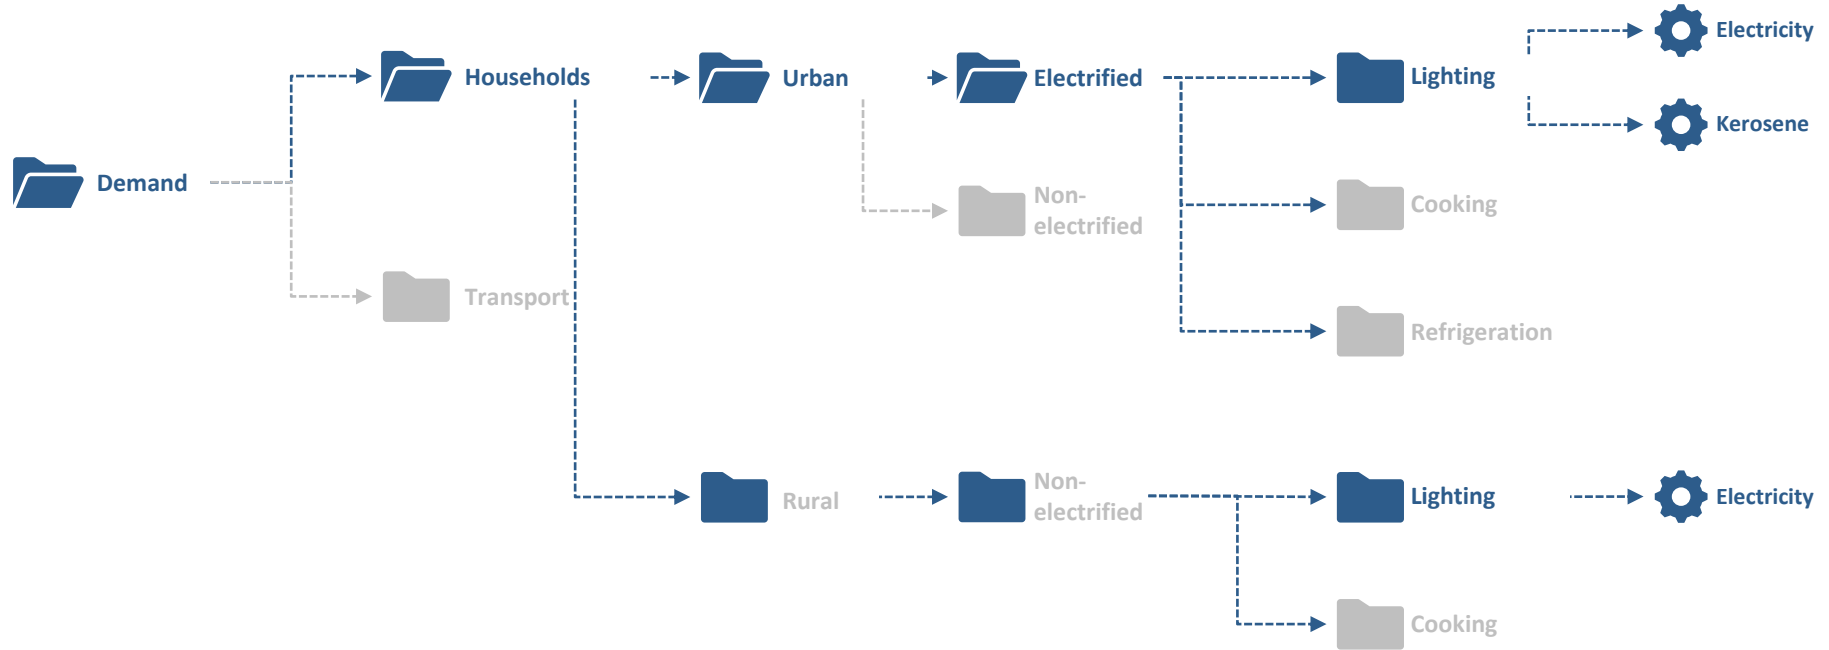 Electricity
Households
Urban
Electrified
Lighting
Kerosene
Demand
Non-
electrified
Cooking
Transport
Refrigeration
Rural
Non-
electrified
Lighting
Electricity
Cooking